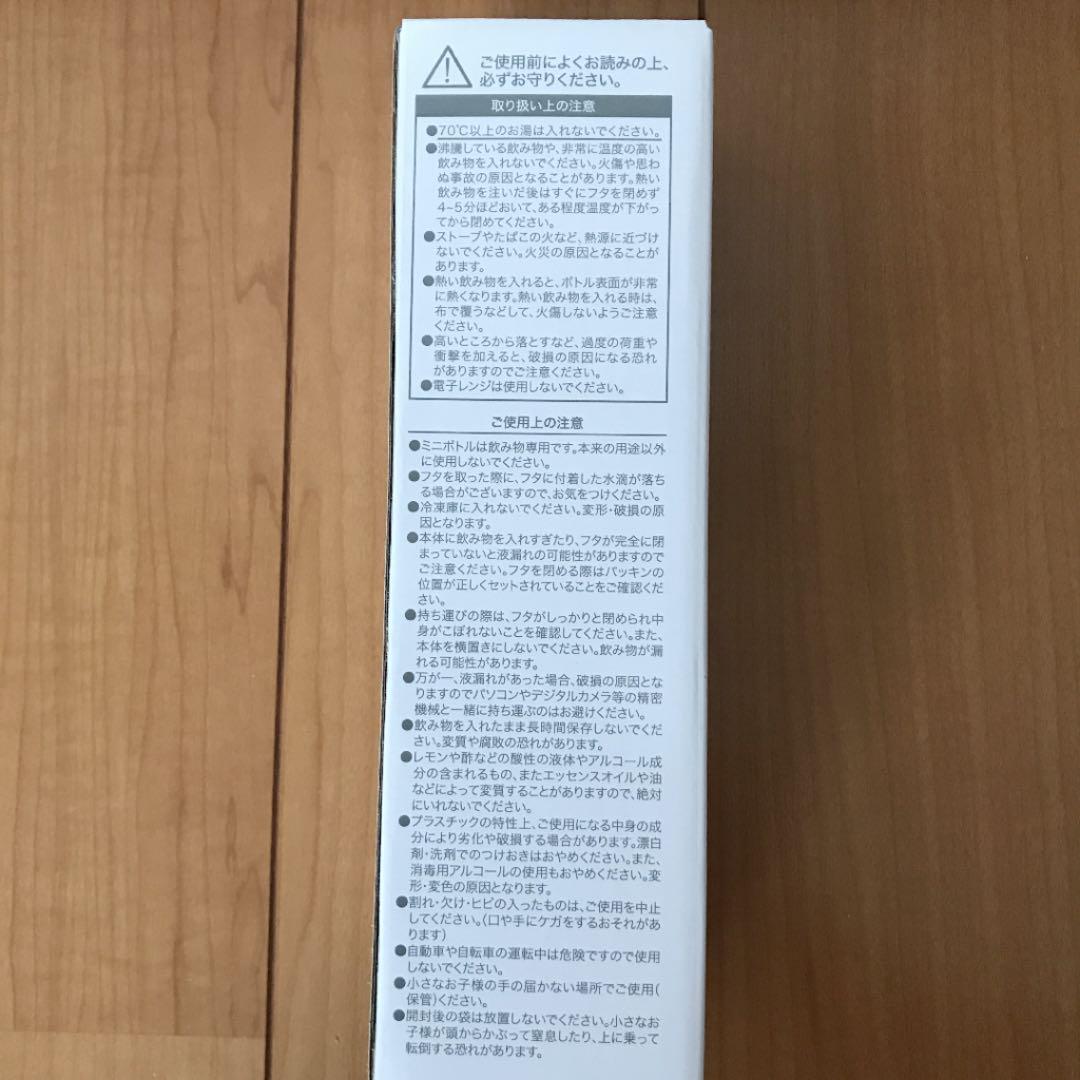 ご使用前によくお読みの上、
必ずお守りください。
取り扱い上の注意
●70℃以上のお湯は入れないでください。
●沸騰している飲み物や、非常に温度の高い
飲み物を入れないでください。火傷や思わ
ぬ事故の原因となることがあります。熱い
飲み物を注いだ後はすぐにフタを閉めず
4~5分ほどおいて、ある程度温度が下がっ
てから閉めてください。
●ストーブやたばこの火など、熱源に近づけ
ないでください。火災の原因となることが
あります。
●熱い飲み物を入れると、ボトル表面が非常
に熱くなります。熱い飲み物を入れる時は、
布で覆うなどして、火傷しないようご注意
ください。
●高いところから落とすなど、過度の荷重や
衝撃を加えると、破損の原因になる恐れ
がありますのでご注意ください。
●電子レンジは使用しないでください。
ご使用上の注意
●ミニボトルは飲み物専用です。本来の用途以外
に使用しないでください。
●フタを取った際に、フタに付着した水滴が落ち
る場合がございますので、お気をつけください。
●冷凍庫に入れないでください。変形・破損の原
因となります。
●本体に飲み物を入れすぎたり、フタが完全に閉
まっていないと液漏れの可能性がありますので
ご注意ください。フタを閉める際はパッキンの
位置が正しくセットされていることをご確認くだ
さい。
●持ち運びの際は、フタがしっかりと閉められ中
身がこぼれないことを確認してください。また、
本体を横置きにしないでください。飲み物が漏
れる可能性があります。
●万が一、液漏れがあった場合、破損の原因とな
りますのでパソコンやデジタルカメラ等の精密
機械と一緒に持ち運ぶのはお避けください。
●飲み物を入れたまま長時間保存しないでくだ
さい。変質や腐敗の恐れがあります。
●レモンや酢などの酸性の液体やアルコール成
分の含まれるもの、またエッセンスオイルや油
などによって変質することがありますので、絶対
にいれないでください。
●プラスチックの特性上、ご使用になる中身の成
分により劣化や破損する場合があります。漂白
剤・洗剤でのつけおきはおやめください。また、
消毒用アルコールの使用もおやめください。変
形・変色の原因となります。
●割れ・欠け・ヒビの入ったものは、ご使用を中止
してください。(口や手にケガをするおそれがあ
ります)
●自動車や自転車の運転中は危険ですので使用
しないでください。
●小さなお子様の手の届かない場所でご使用(
保管)ください。
●開封後の袋は放置しないでください。小さなお
子様が頭からかぶって窒息したり、上に乗って
転倒する恐れがあります。